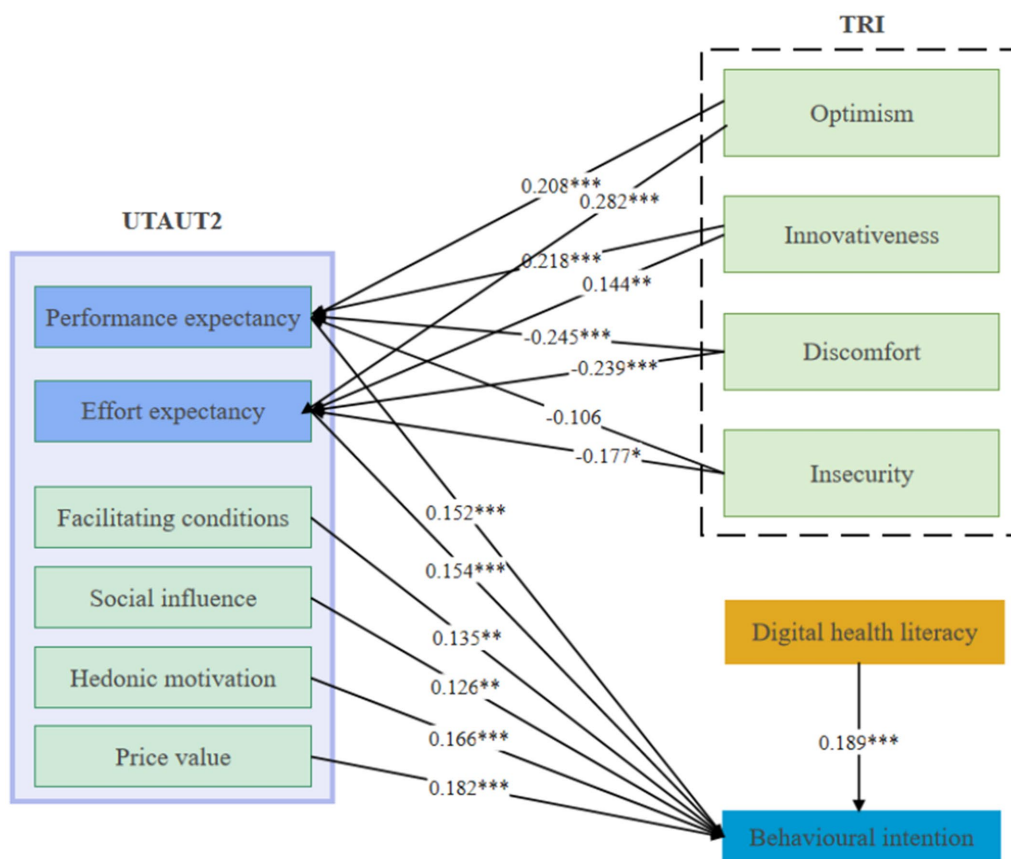 TRI
Optimism
0.208***
0.282***
UTAUT2
Innovativeness
0.218***
0.144**
Performance expectancy
-0.245***
Discomfort
-0.239***
Effort expectancy
-0.106
-0.177*
Insecurity
Facilitating conditions
0.152***
0.154***
Social influence
Digital health literacy
0.135**
Hedonic motivation
0.126**
0.166***
0.189***
Price value
0.182***
Behavioural intention